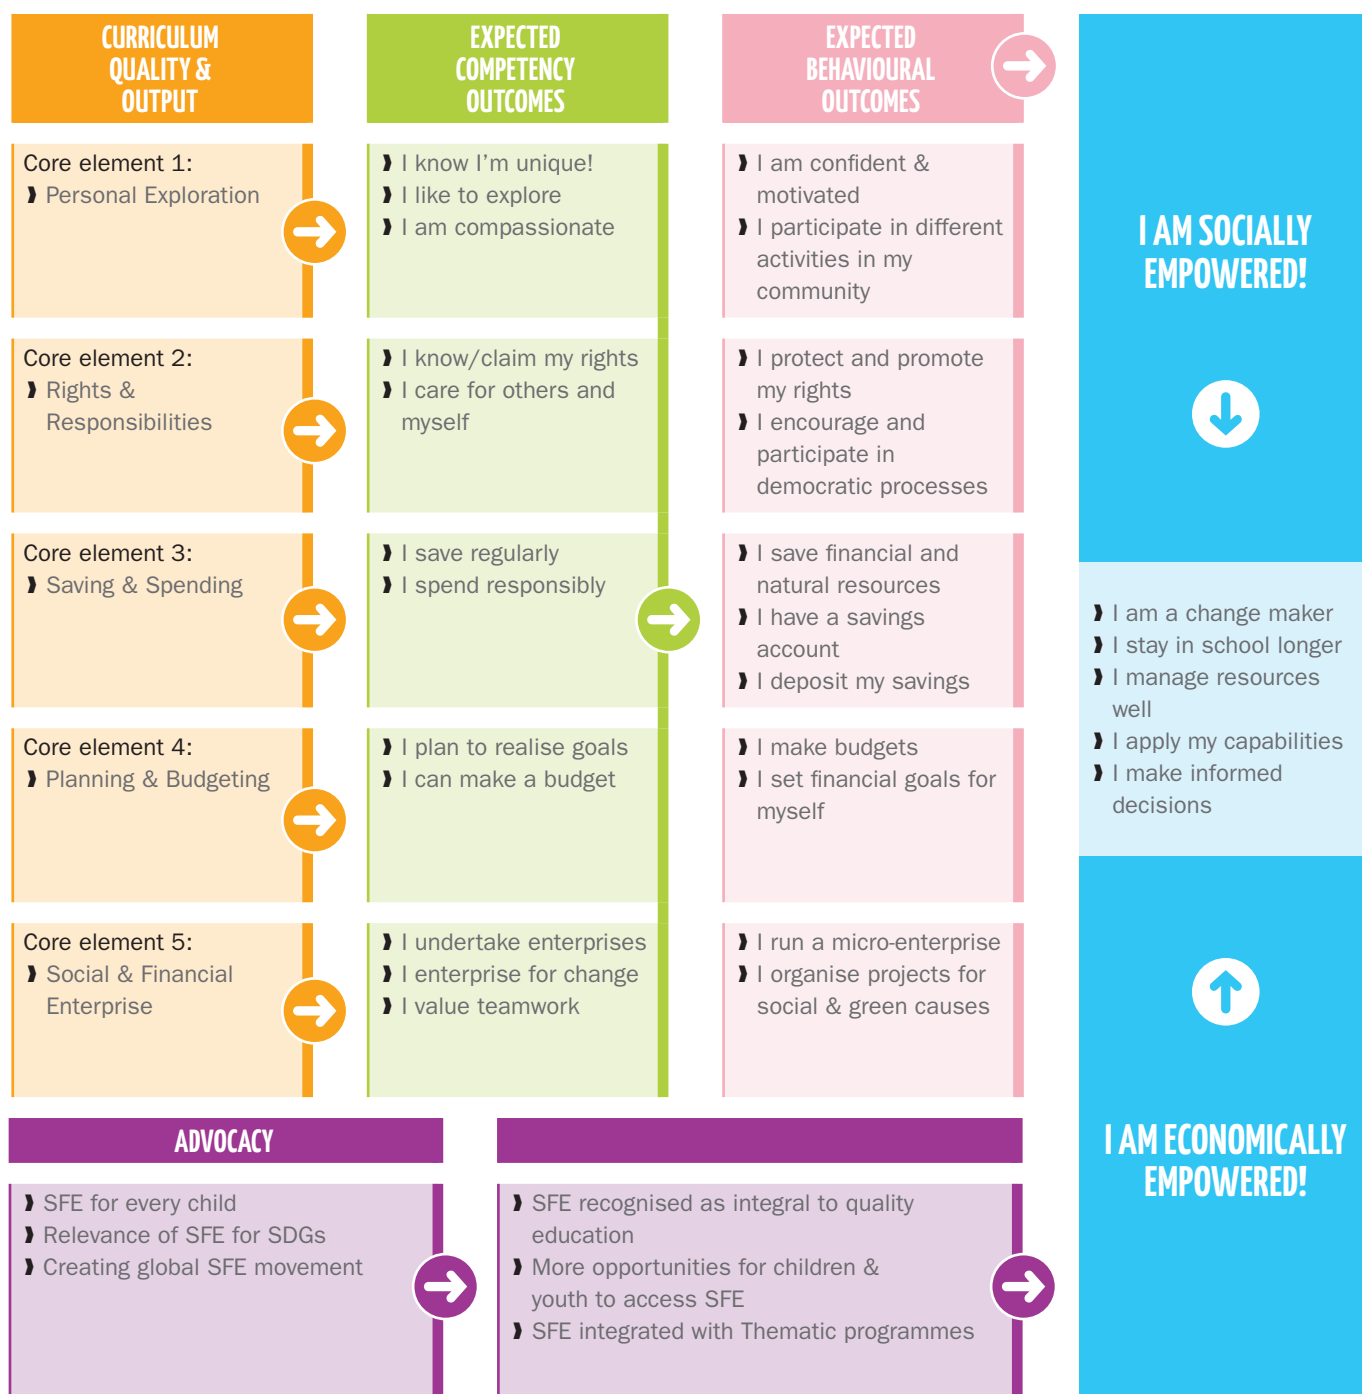 CURRICULUM
QUALITY &
OUTPUT
EXPECTED
COMPETENCY
OUTCOMES
EXPECTED
BEHAVIOURAL
OUTCOMES
Core element 1:
❱ Personal Exploration
❱ I know I'm unique!
❱ I like to explore
❱ I am compassionate
❱ I am confident &
motivated
❱ I participate in different
activities in my
community
Core element 2:
❱ Rights &
Responsibilities
❱ I know/claim my rights
❱ I care for others and
myself
❱ I protect and promote
my rights
❱ I encourage and
participate in
democratic processes
Core element 3:
❱ Saving & Spending
❱ I save regularly
❱ I spend responsibly
❱ I save financial and
natural resources
❱ I have a savings
account
❱ I deposit my savings
Core element 4:
❱ Planning & Budgeting
❱ I plan to realise goals
❱ I can make a budget
❱ I make budgets
❱ I set financial goals for
myself
Core element 5:
❱ Social & Financial
Enterprise
❱ I undertake enterprises
❱ I enterprise for change
❱ I value teamwork
❱ I run a micro-enterprise
❱ I organise projects for
social & green causes
ADVOCACY
❱ SFE for every child
❱ Relevance of SFE for SDGs
❱ Creating global SFE movement
❱ SFE recognised as integral to quality
education
❱ More opportunities for children &
youth to access SFE
❱ SFE integrated with Thematic programmes
I AM SOCIALLY
EMPOWERED!
❱ I am a change maker
❱ I stay in school longer
❱ I manage resources
well
❱ I apply my capabilities
❱ I make informed
decisions
I AM ECONOMICALLY
EMPOWERED!